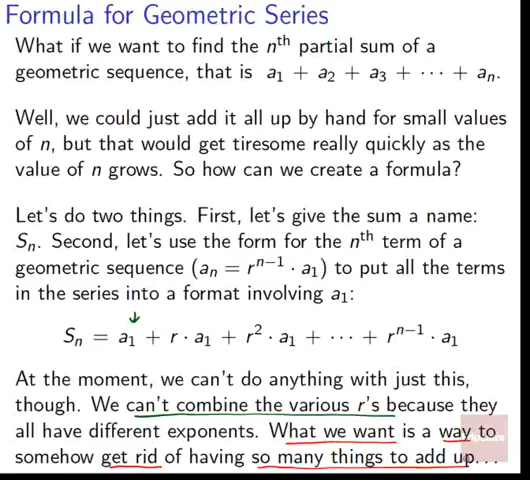 Formula for Geometric Series
What if we want to find the nᵗʰ partial sum of a
geometric sequence, that is a₁ + a₂ + a₃ + ··· + aₙ.
Well, we could just add it all up by hand for small values
of n, but that would get tiresome really quickly as the
value of n grows. So how can we create a formula?
Let's do two things. First, let's give the sum a name:
Sₙ. Second, let's use the form for the nᵗʰ term of a
geometric sequence (aₙ = rⁿ⁻¹ · a₁) to put all the terms
in the series into a format involving a₁:
Sₙ = a₁ + r · a₁ + r² · a₁ + ··· + rⁿ⁻¹ · a₁
At the moment, we can't do anything with just this,
though. We can't combine the various r's because they
all have different exponents. What we want is a way to
somehow get rid of having so many things to add up...